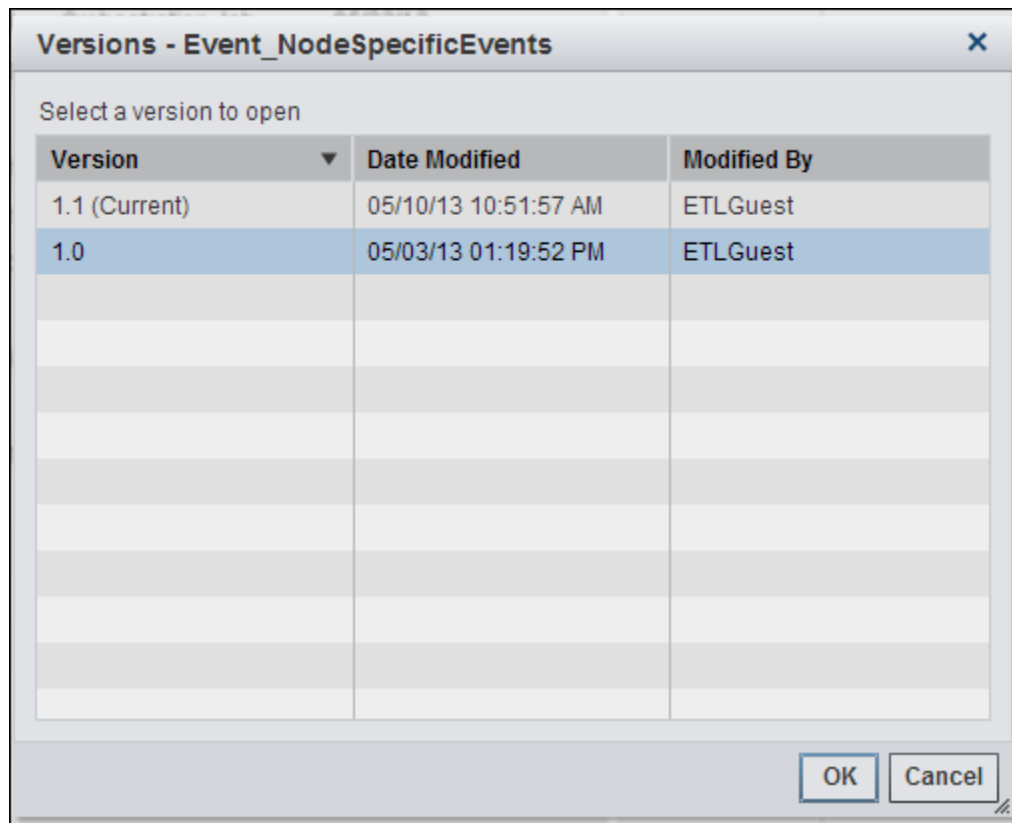 Versions - Event_NodeSpecificEvents
Select a version to open
Version Date Modified Modified By
1.1 (Current) 05/10/13 10:51:57 AM ETLGuest
1.0 05/03/13 01:19:52 PM ETLGuest
OK Cancel